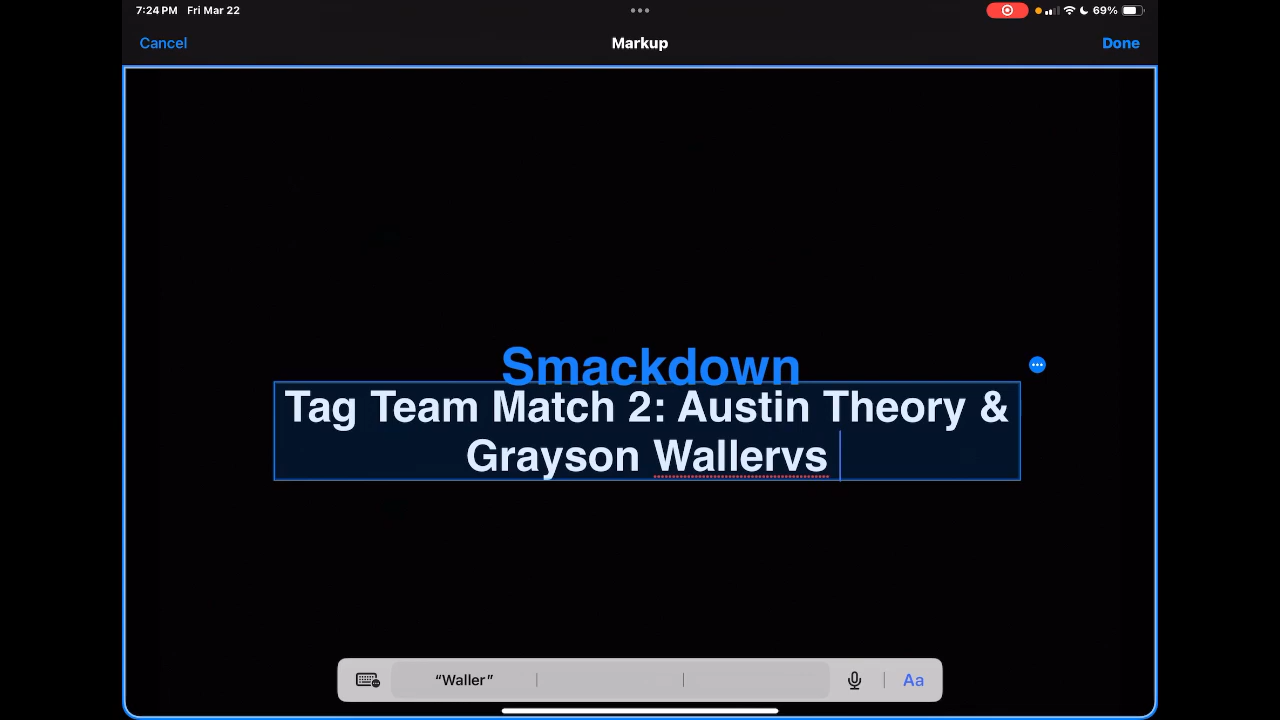 7:24 PM Fri Mar 22
69%
Cancel
Markup
Done
Smackdown
Tag Team Match 2: Austin Theory &
Grayson Wallervs
“Waller”
Aa